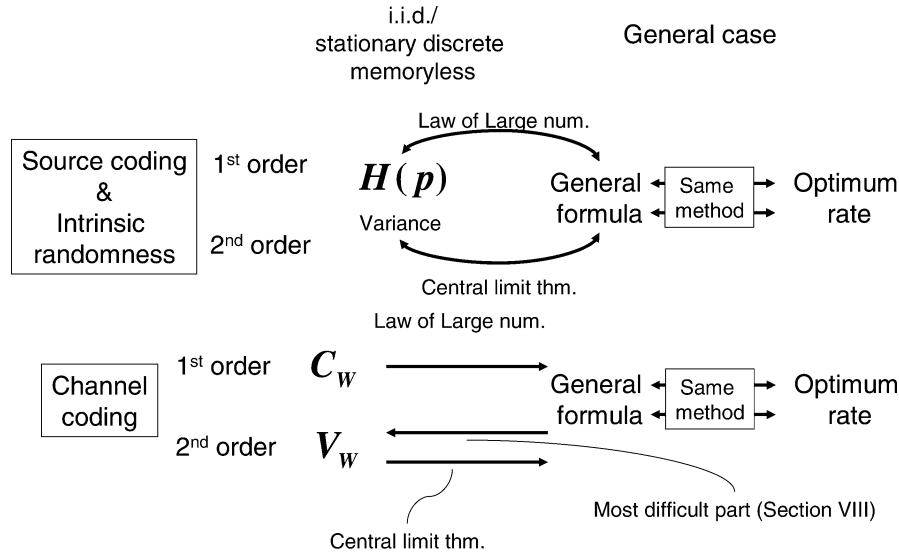 i.i.d./
stationary discrete
memoryless
General case
Law of Large num.
Source coding
&
Intrinsic
randomness
1st order
H(p)
General
formula
Same
method
Optimum
rate
Variance
2nd order
Central limit thm.
Law of Large num.
Channel
coding
1st order
C_W
General
formula
Same
method
Optimum
rate
2nd order
V_W
Most difficult part (Section VIII)
Central limit thm.